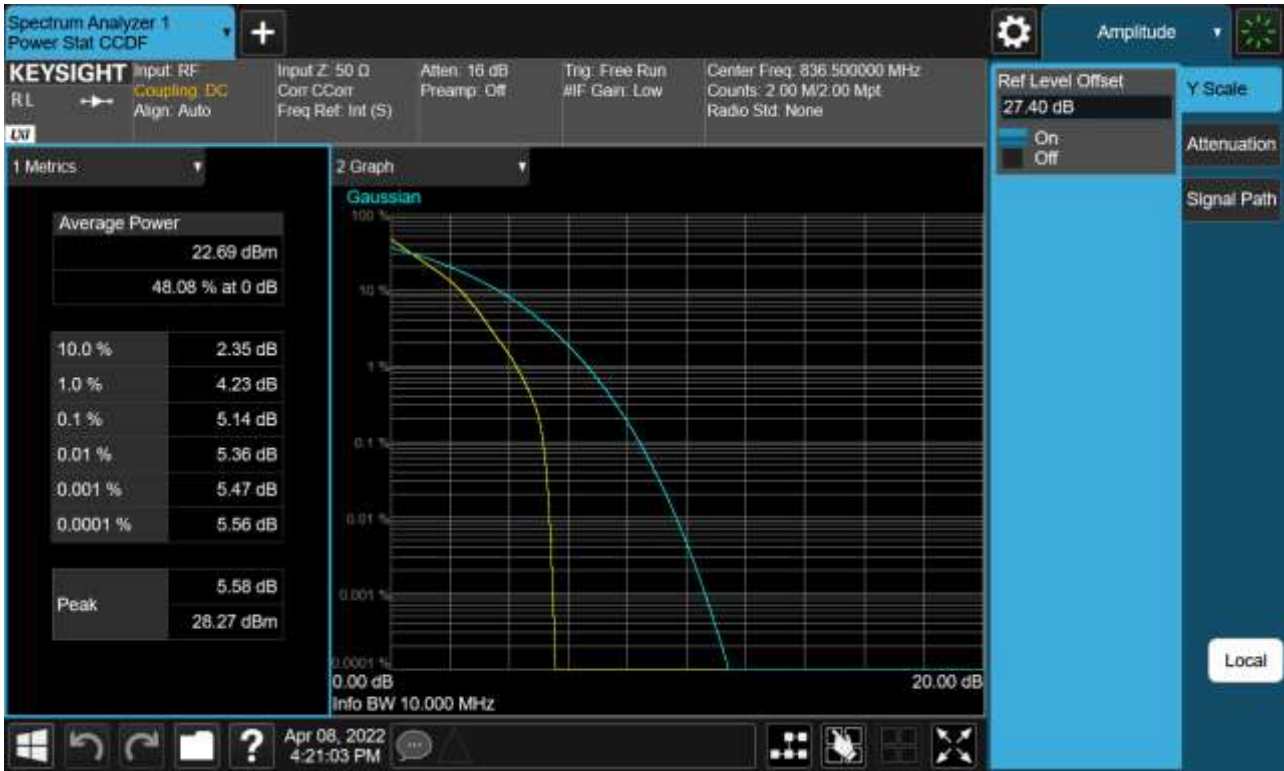 Spectrum Analyzer 1
Power Stat CCDF
+
Amplitude
KEYSIGHT
RL
LXI
Input: RF
Coupling: DC
Align: Auto
Input Z: 50 Ω
Corr CCorr
Freq Ref: Int (S)
Atten: 16 dB
Preamp: Off
Trig: Free Run
#IF Gain: Low
Center Freq: 836.500000 MHz
Counts: 2.00 M/2.00 Mpt
Radio Std: None
Ref Level Offset
27.40 dB
On
Off
Y Scale
Attenuation
Signal Path
1 Metrics
Average Power
22.69 dBm
48.08 % at 0 dB
10.0 % 2.35 dB
1.0 % 4.23 dB
0.1 % 5.14 dB
0.01 % 5.36 dB
0.001 % 5.47 dB
0.0001 % 5.56 dB
Peak
5.58 dB
28.27 dBm
2 Graph
Gaussian
100 %
10 %
1 %
0.1 %
0.01 %
0.001 %
0.0001 %
0.00 dB 20.00 dB
Info BW 10.000 MHz
Local
?
Apr 08, 2022
4:21:03 PM